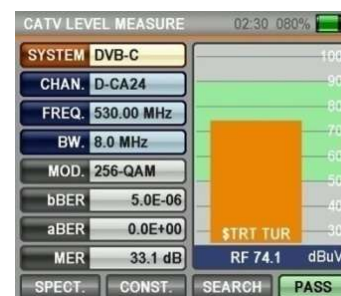 CATV LEVEL MEASURE 02:30 080%
SYSTEM DVB-C
CHAN. D-CA24
FREQ. 530.00 MHz
BW. 8.0 MHz
MOD. 256-QAM
bBER 5.0E-06
aBER 0.0E+00
MER 33.1 dB
100
90
80
70
60
50
40
30
$TRT TUR
RF 74.1 dBuV
SPECT. CONST. SEARCH PASS